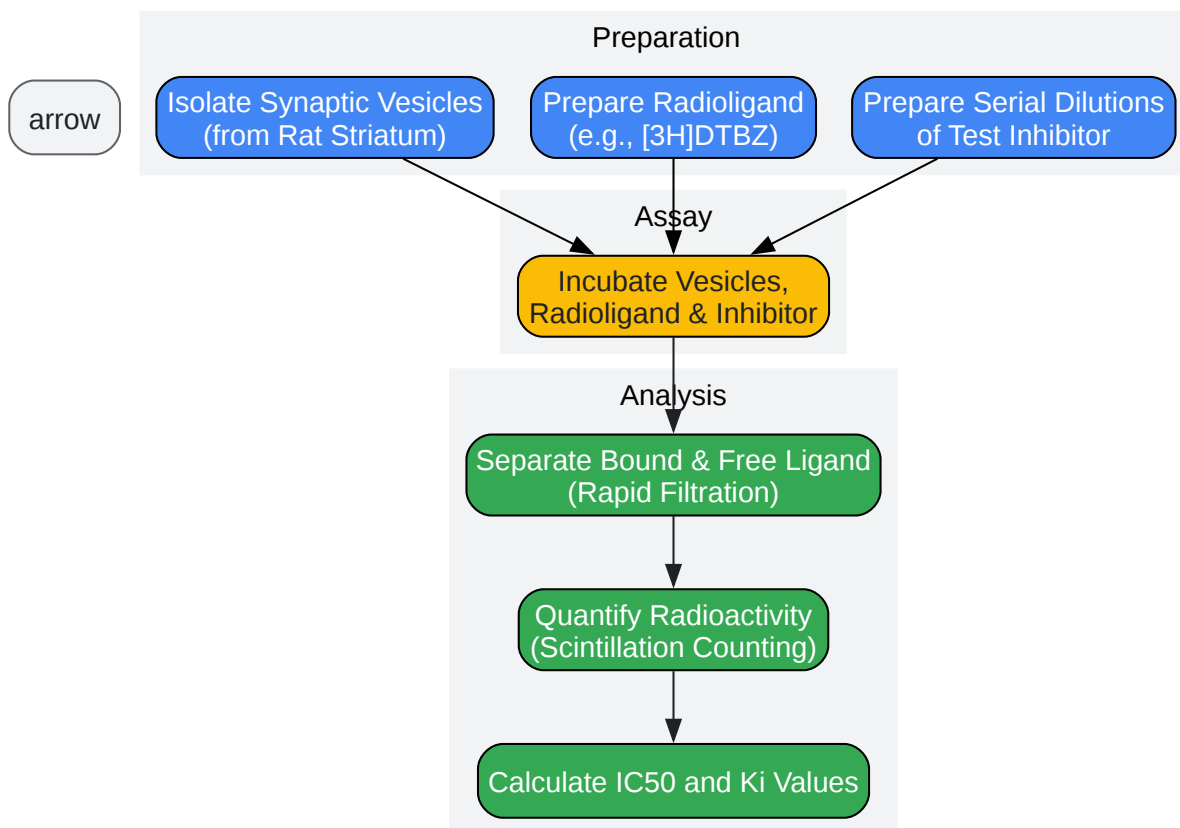 Preparation
arrow
Isolate Synaptic Vesicles
(from Rat Striatum)
Prepare Radioligand
(e.g., [3H]DTBZ)
Prepare Serial Dilutions
of Test Inhibitor
Assay
Incubate Vesicles,
Radioligand & Inhibitor
Analysis
Separate Bound & Free Ligand
(Rapid Filtration)
Quantify Radioactivity
(Scintillation Counting)
Calculate IC50 and Ki Values